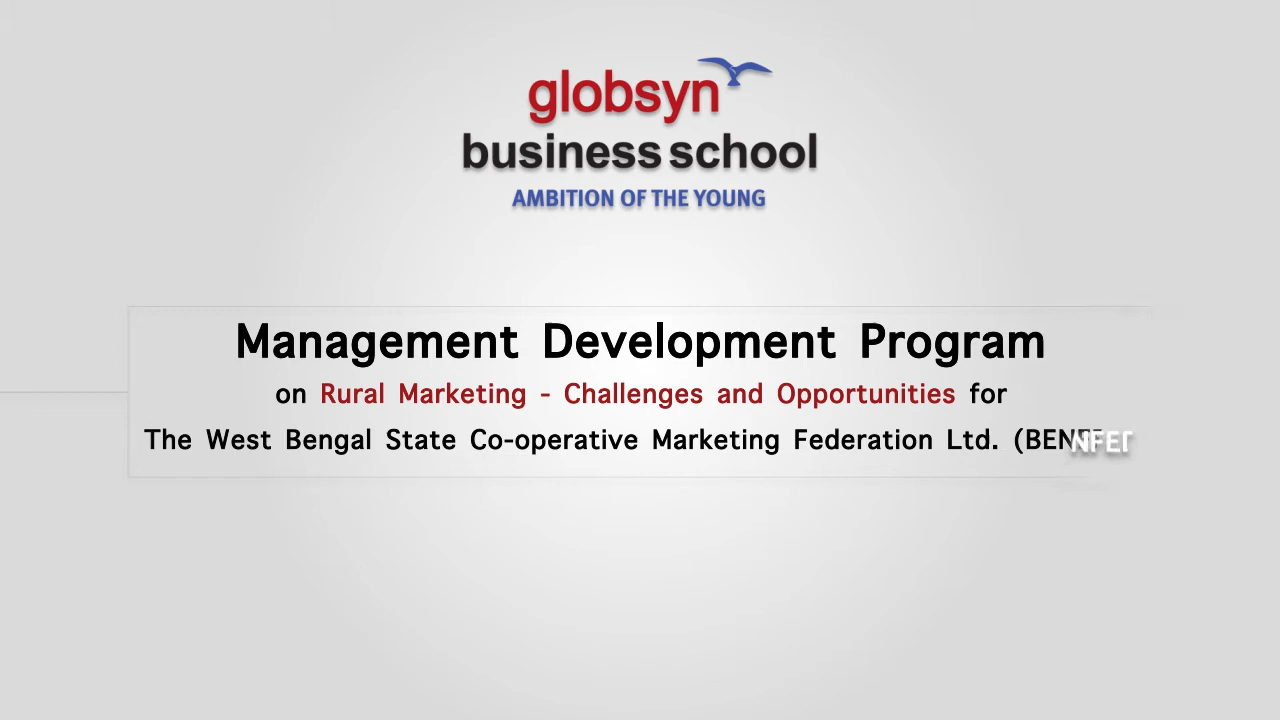 globsyn
business school
AMBITION OF THE YOUNG
Management Development Program
on Rural Marketing - Challenges and Opportunities for
The West Bengal State Co-operative Marketing Federation Ltd.